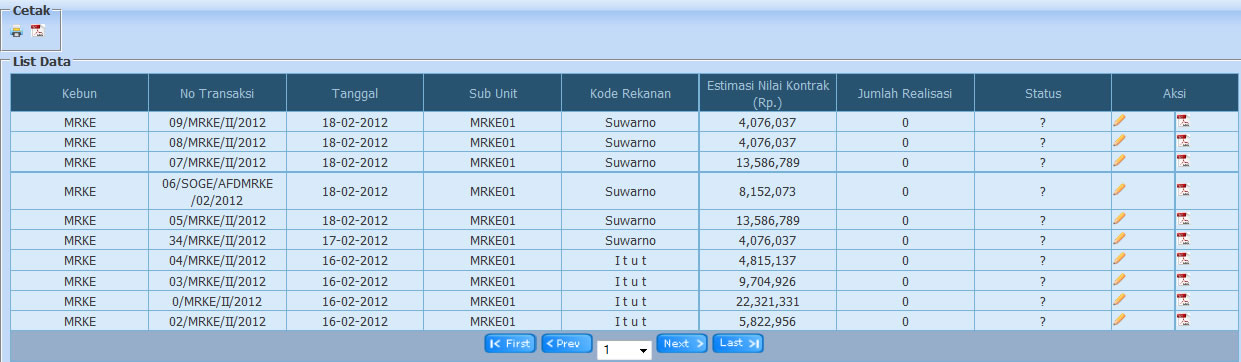 Cetak
List Data
Kebun No Transaksi Tanggal Sub Unit Kode Rekanan Estimasi Nilai Kontrak (Rp.) Jumlah Realisasi Status Aksi
MRKE 09/MRKE/II/2012 18-02-2012 MRKE01 Suwarno 4,076,037 0 ?
MRKE 08/MRKE/II/2012 18-02-2012 MRKE01 Suwarno 4,076,037 0 ?
MRKE 07/MRKE/II/2012 18-02-2012 MRKE01 Suwarno 13,586,789 0 ?
MRKE 06/SOGE/AFDMRKE/02/2012 18-02-2012 MRKE01 Suwarno 8,152,073 0 ?
MRKE 05/MRKE/II/2012 18-02-2012 MRKE01 Suwarno 13,586,789 0 ?
MRKE 34/MRKE/II/2012 17-02-2012 MRKE01 Suwarno 4,076,037 0 ?
MRKE 04/MRKE/II/2012 16-02-2012 MRKE01 I t u t 4,815,137 0 ?
MRKE 03/MRKE/II/2012 16-02-2012 MRKE01 I t u t 9,704,926 0 ?
MRKE 0/MRKE/II/2012 16-02-2012 MRKE01 I t u t 22,321,331 0 ?
MRKE 02/MRKE/II/2012 16-02-2012 MRKE01 I t u t 5,822,956 0 ?
First Prev 1 Next Last